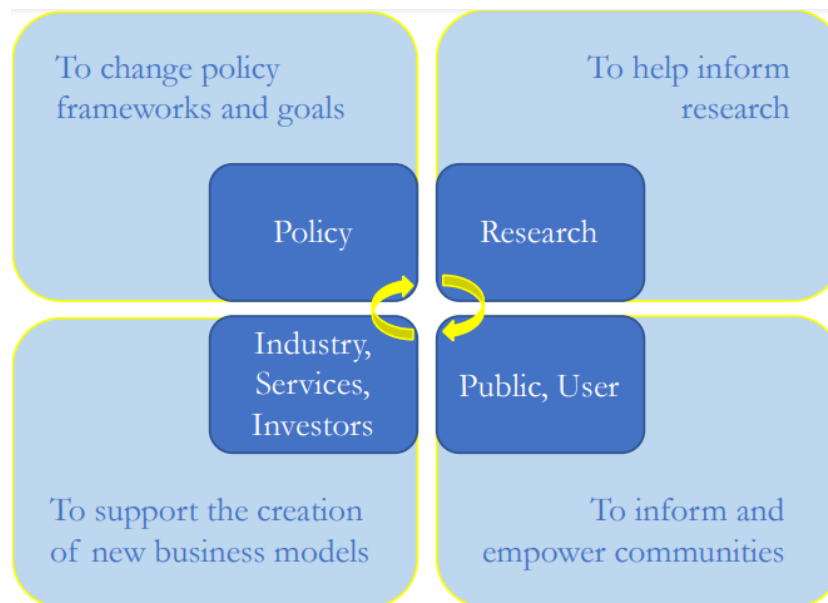 To change policy
frameworks and goals
To help inform
research
Policy
Research
Industry,
Services,
Investors
Public, User
To support the creation
of new business models
To inform and
empower communities